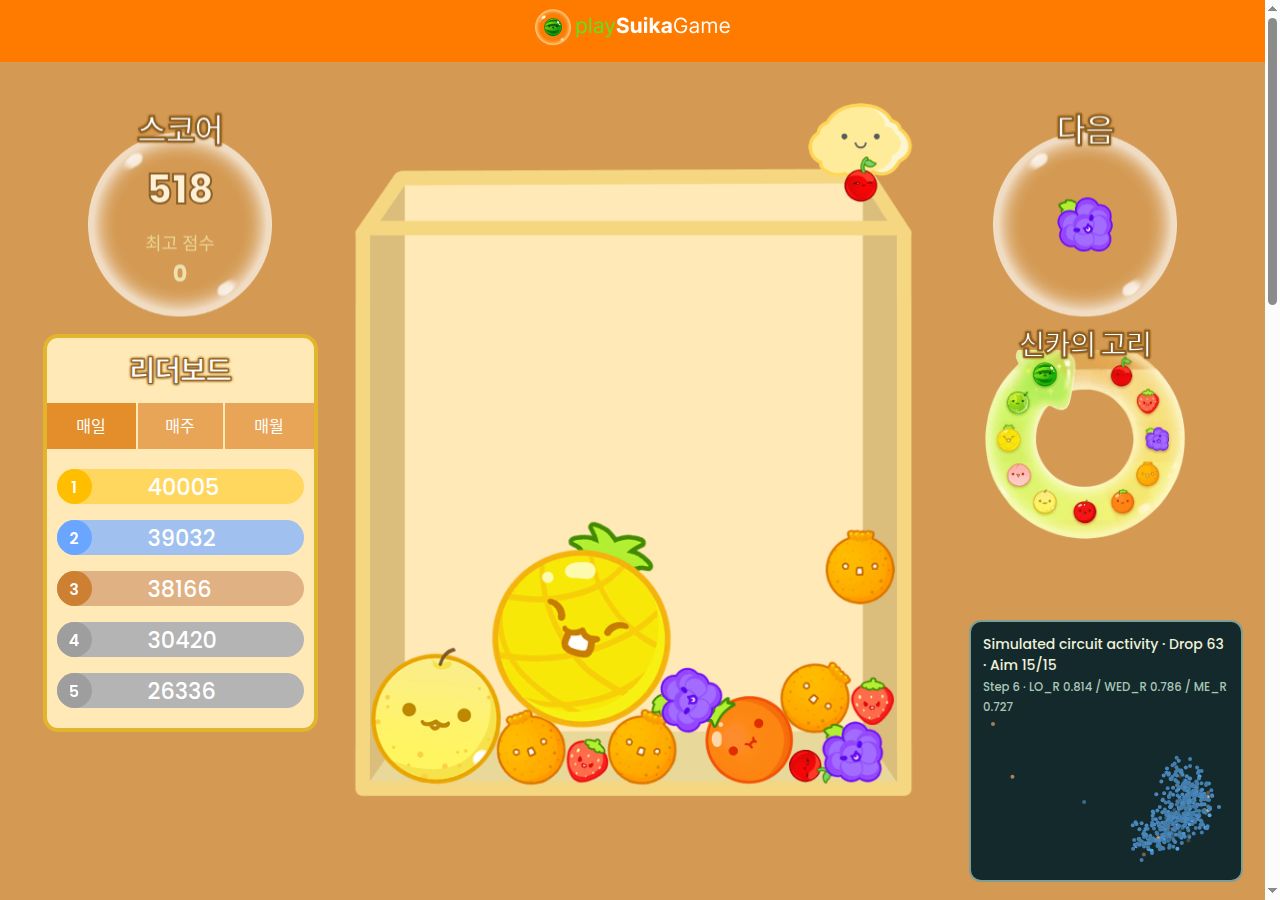 playSuikaGame
스코어
518
최고 점수
0
다음
신카의 고리
리더보드
매일 매주 매월
1 40005
2 39032
3 38166
4 30420
5 26336
Simulated circuit activity · Drop 63
· Aim 15/15
Step 6 · LO_R 0.814 / WED_R 0.786 / ME_R
0.727